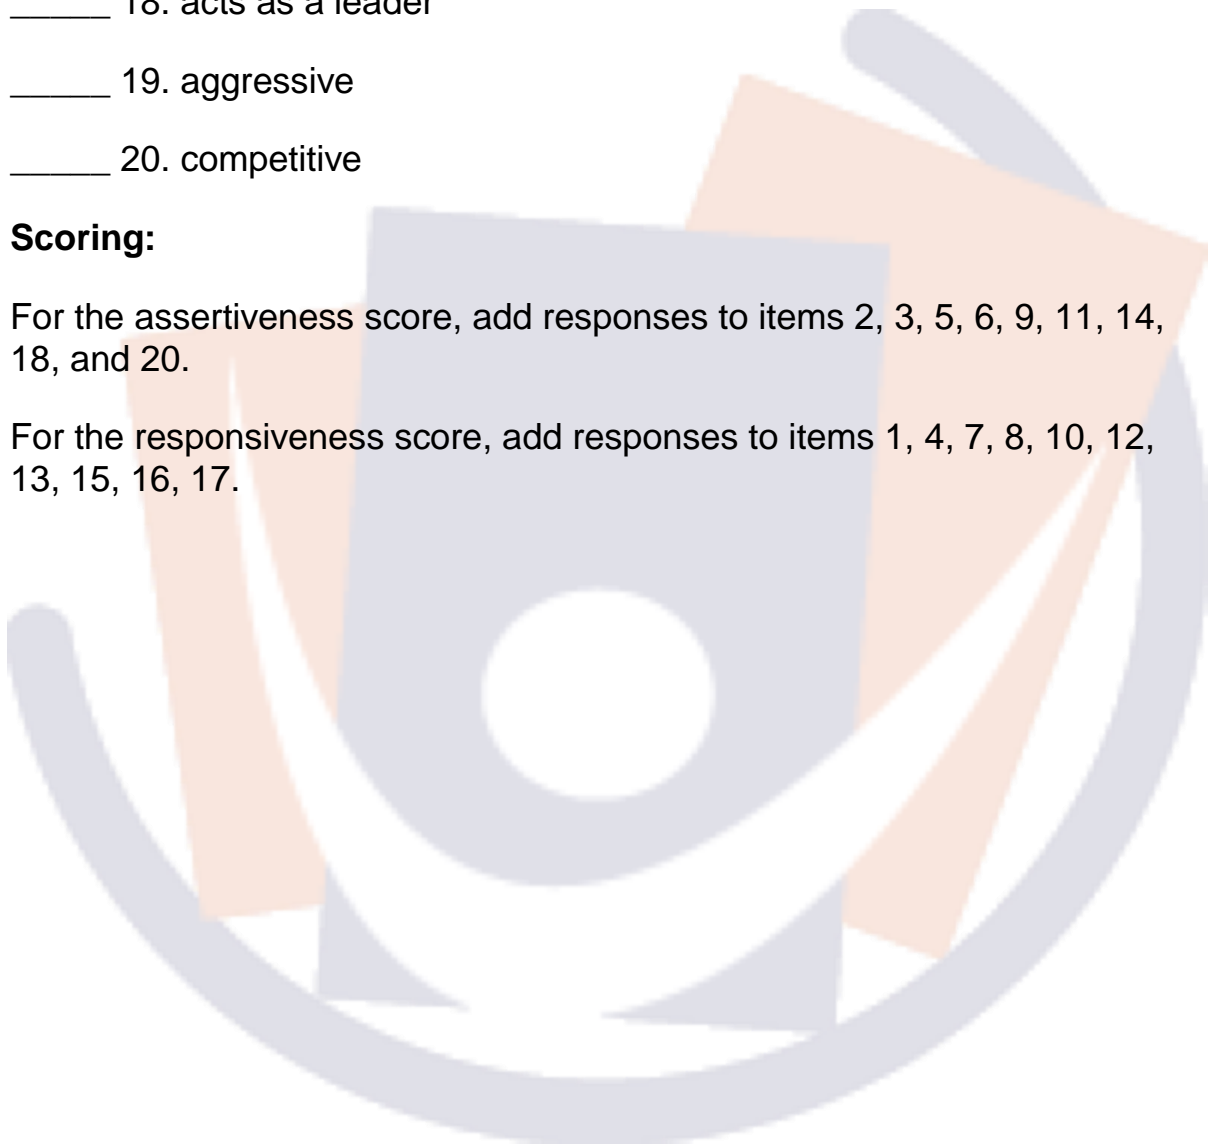 _____ 18. acts as a leader
_____ 19. aggressive
_____ 20. competitive
Scoring:
For the assertiveness score, add responses to items 2, 3, 5, 6, 9, 11, 14,
18, and 20.
For the responsiveness score, add responses to items 1, 4, 7, 8, 10, 12,
13, 15, 16, 17.